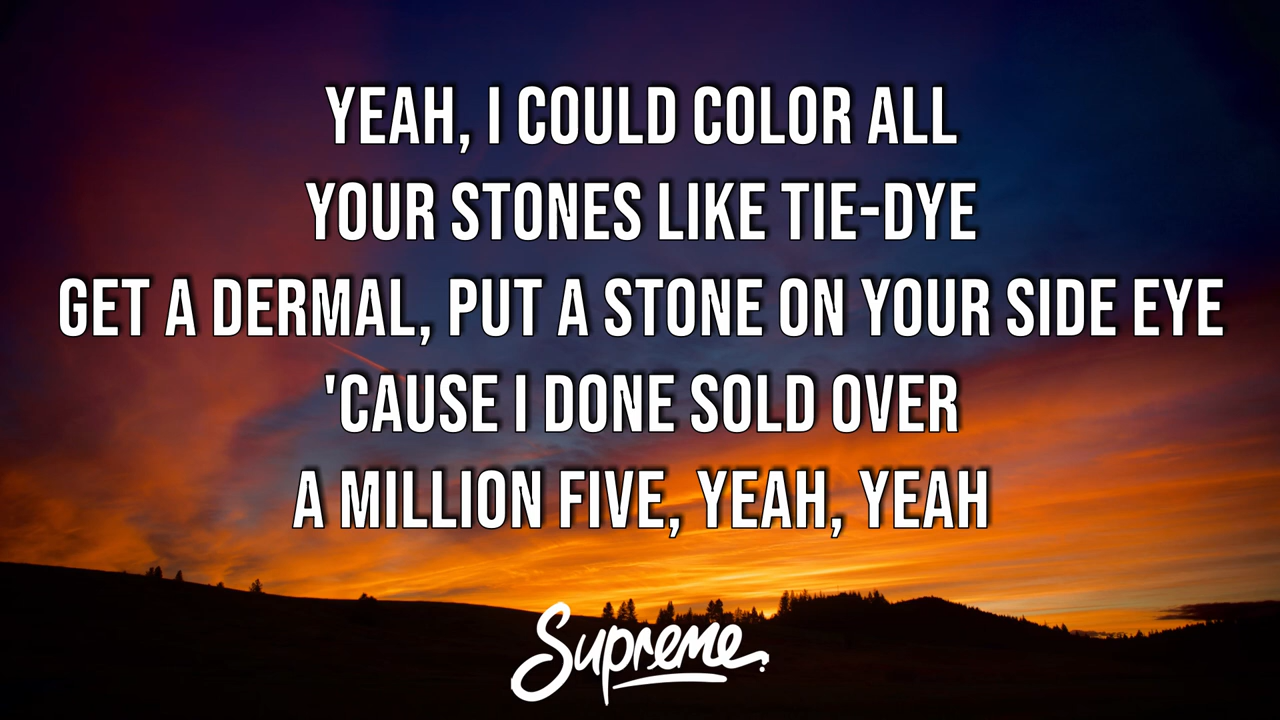 YEAH, I COULD COLOR ALL
YOUR STONES LIKE TIE-DYE
GET A DERMAL, PUT A STONE ON YOUR SIDE EYE
'CAUSE I DONE SOLD OVER
A MILLION FIVE, YEAH, YEAH
Supreme.